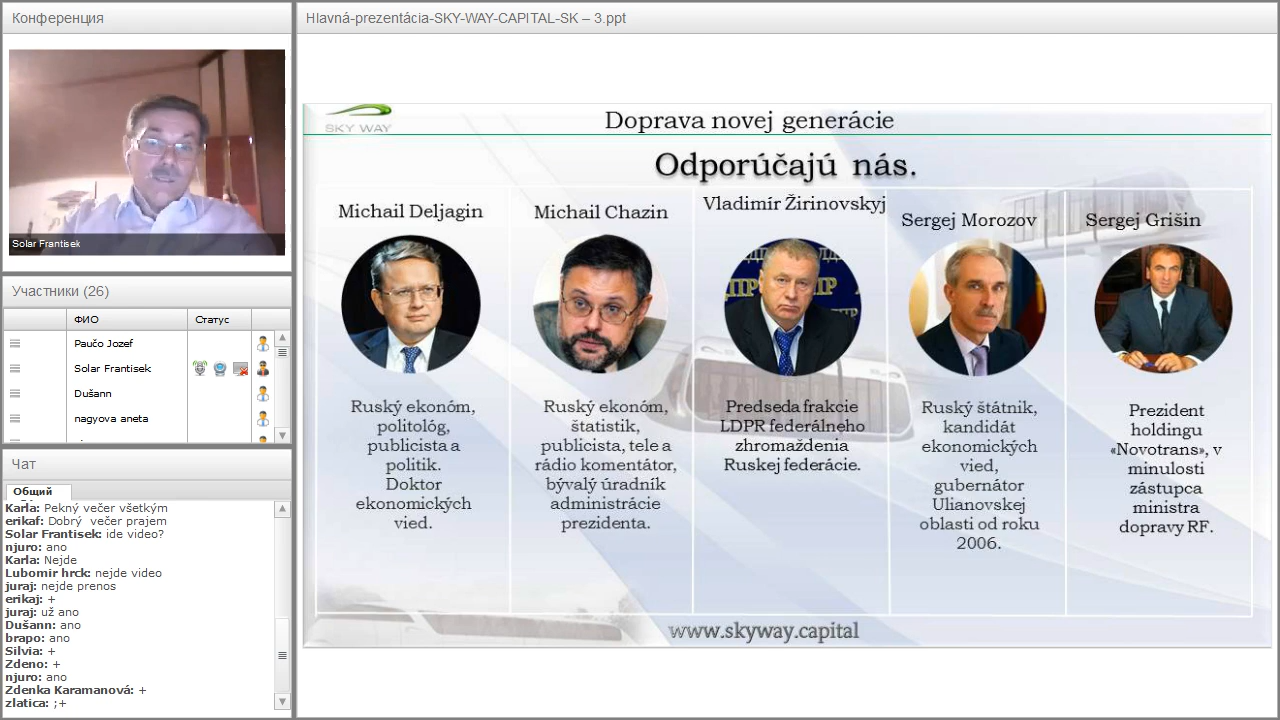 Конференция
Solar Frantisek
Участники (26)
ФИО
Статус
Paučo Jozef
Solar Frantisek
Dušann
nagyova aneta
Чат
Общий
Karla: Pekný večer všetkým
erikaf: Dobrý večer prajem
Solar Frantisek: ide video?
njuro: ano
Karla: Nejde
Lubomir hrck: nejde video
juraj: nejde prenos
erikaj: +
juraj: už ano
Dušann: ano
brapo: ano
Silvia: +
Zdeno: +
njuro: ano
Zdenka Karamanová: +
zlatica: ;+
Hlavná-prezentácia-SKY-WAY-CAPITAL-SK – 3.ppt
SKY WAY
Doprava novej generácie
Odporúčajú nás.
Michail Deljagin
Ruský ekonóm,
politológ,
publicista a
politik.
Doktor
ekonomických
vied.
Michail Chazin
Ruský ekonóm,
štatistik,
publicista, tele a
rádio komentátor,
bývalý úradník
administrácie
prezidenta.
Vladimír Žirinovskyj
Predseda frakcie
LDPR federálneho
zhromaždenia
Ruskej federácie.
Sergej Morozov
Ruský štátnik,
kandidát
ekonomických
vied,
gubernátor
Ulianovskej
oblasti od roku
2006.
Sergej Grišin
Prezident
holdingu
«Novotrans», v
minulosti
zástupca
ministra
dopravy RF.
www.skyway.capital